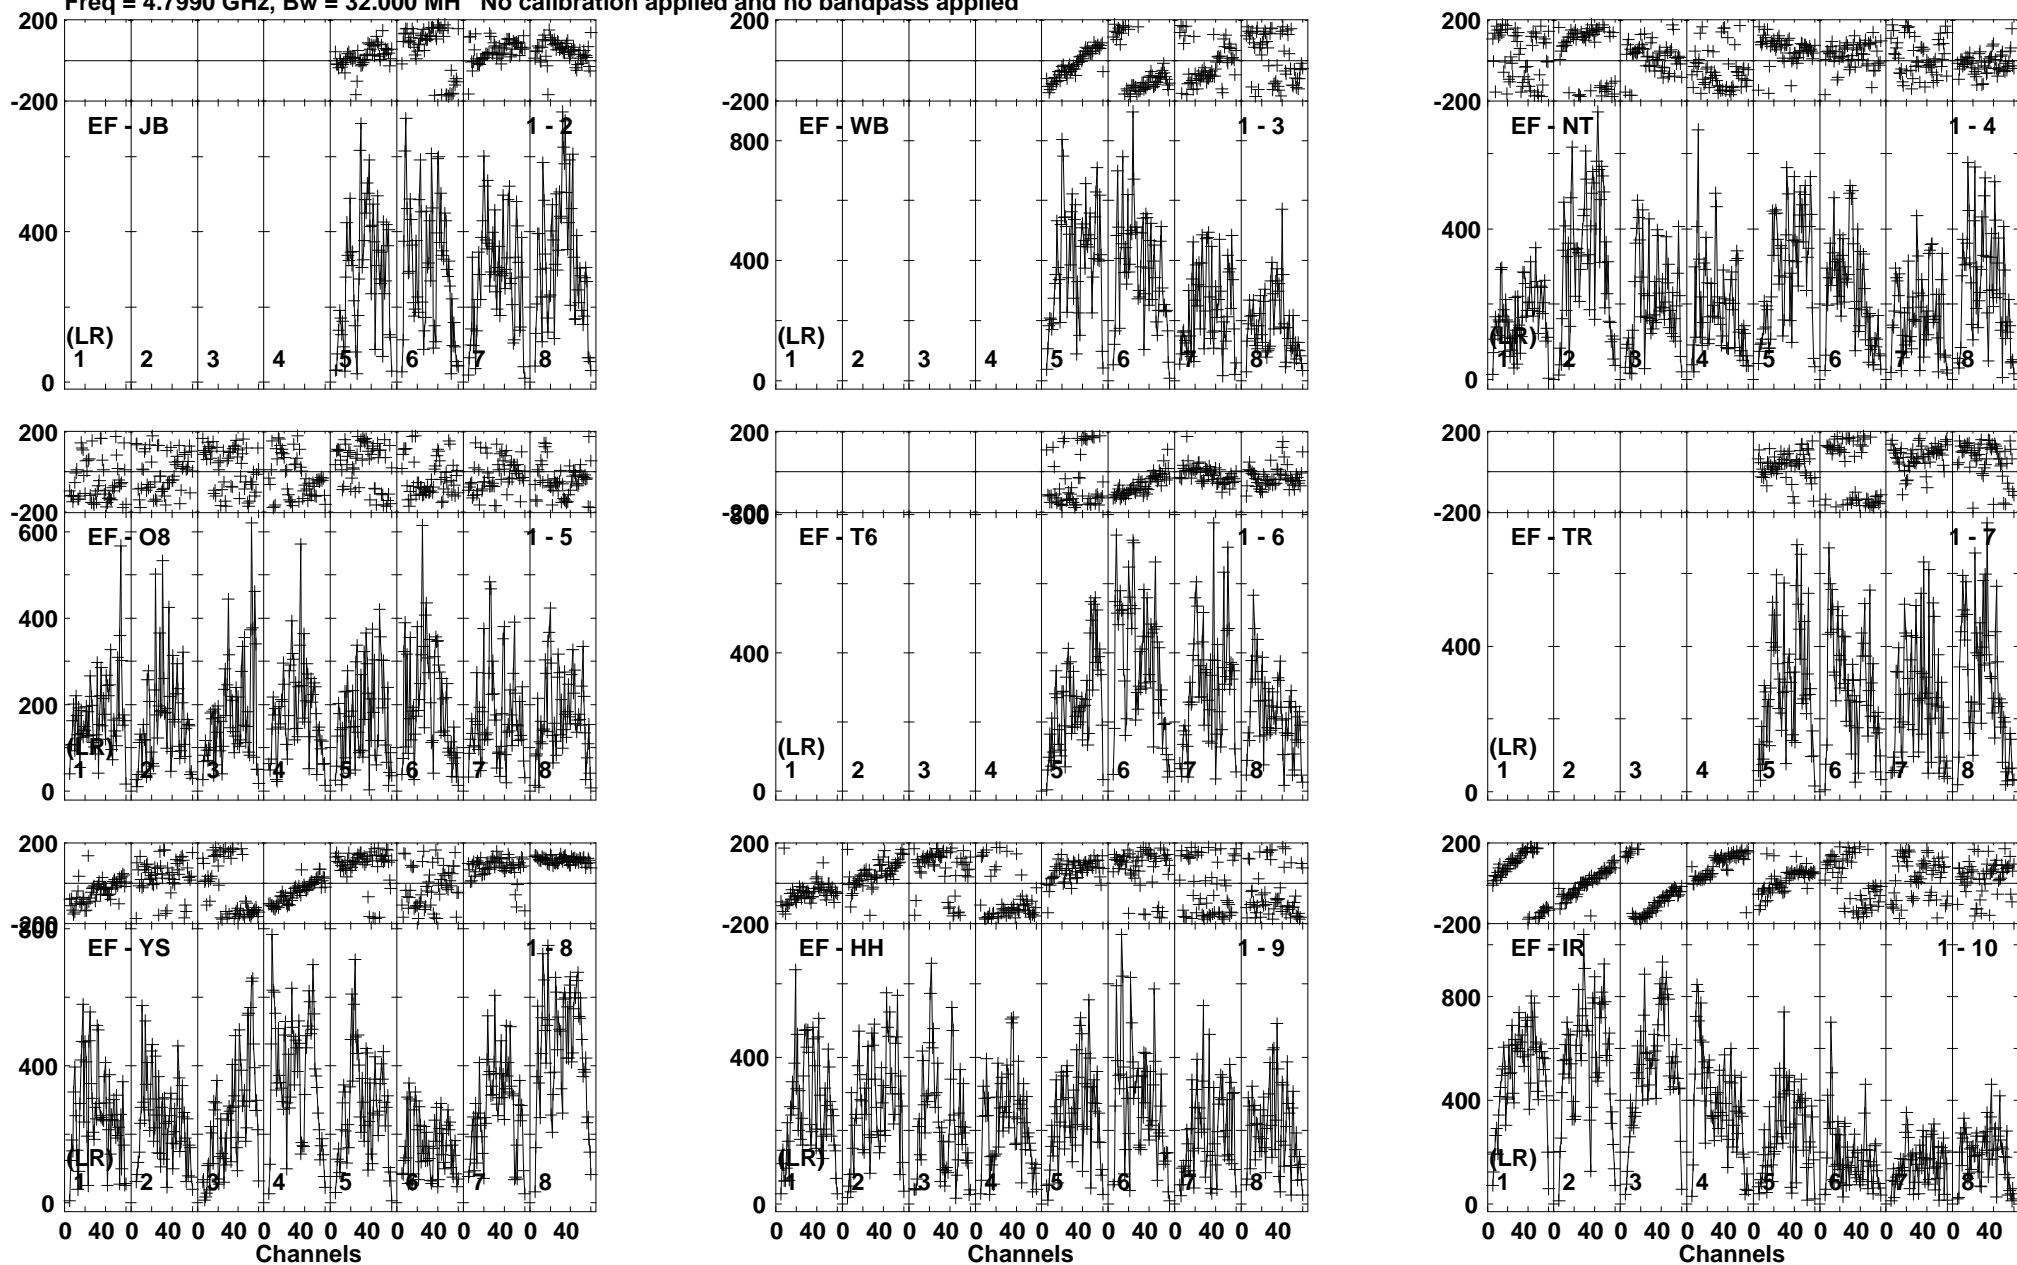 Freq = 4.7990 GHz, Bw = 32.000 MH No calibration applied and no bandpass applied
200
-200
EF - JB 1 - 2
400
(LR)
1 2 3 4 5 6 7 8
0
200
-200
EF - WB 1 - 3
800
400
(LR)
1 2 3 4 5 6 7 8
0
200
-200
EF - NT 1 - 4
400
(LR)
1 2 3 4 5 6 7 8
0
200
-200
600
EF - O8 1 - 5
400
200
(LR)
1 2 3 4 5 6 7 8
0
200
-200
800
EF - T6 1 - 6
400
(LR)
1 2 3 4 5 6 7 8
0
200
-200
EF - TR 1 - 7
400
(LR)
1 2 3 4 5 6 7 8
0
200
-200
800
EF - YS 1 - 8
400
(LR)
1 2 3 4 5 6 7 8
0
0 40 0 40 0 40 0 40 0 40 0 40 0 40 0 40
Channels
200
-200
EF - HH 1 - 9
400
(LR)
1 2 3 4 5 6 7 8
0
0 40 0 40 0 40 0 40 0 40 0 40 0 40 0 40
Channels
200
-200
EF - IR 1 - 10
800
400
(LR)
1 2 3 4 5 6 7 8
0
0 40 0 40 0 40 0 40 0 40 0 40 0 40 0 40
Channels